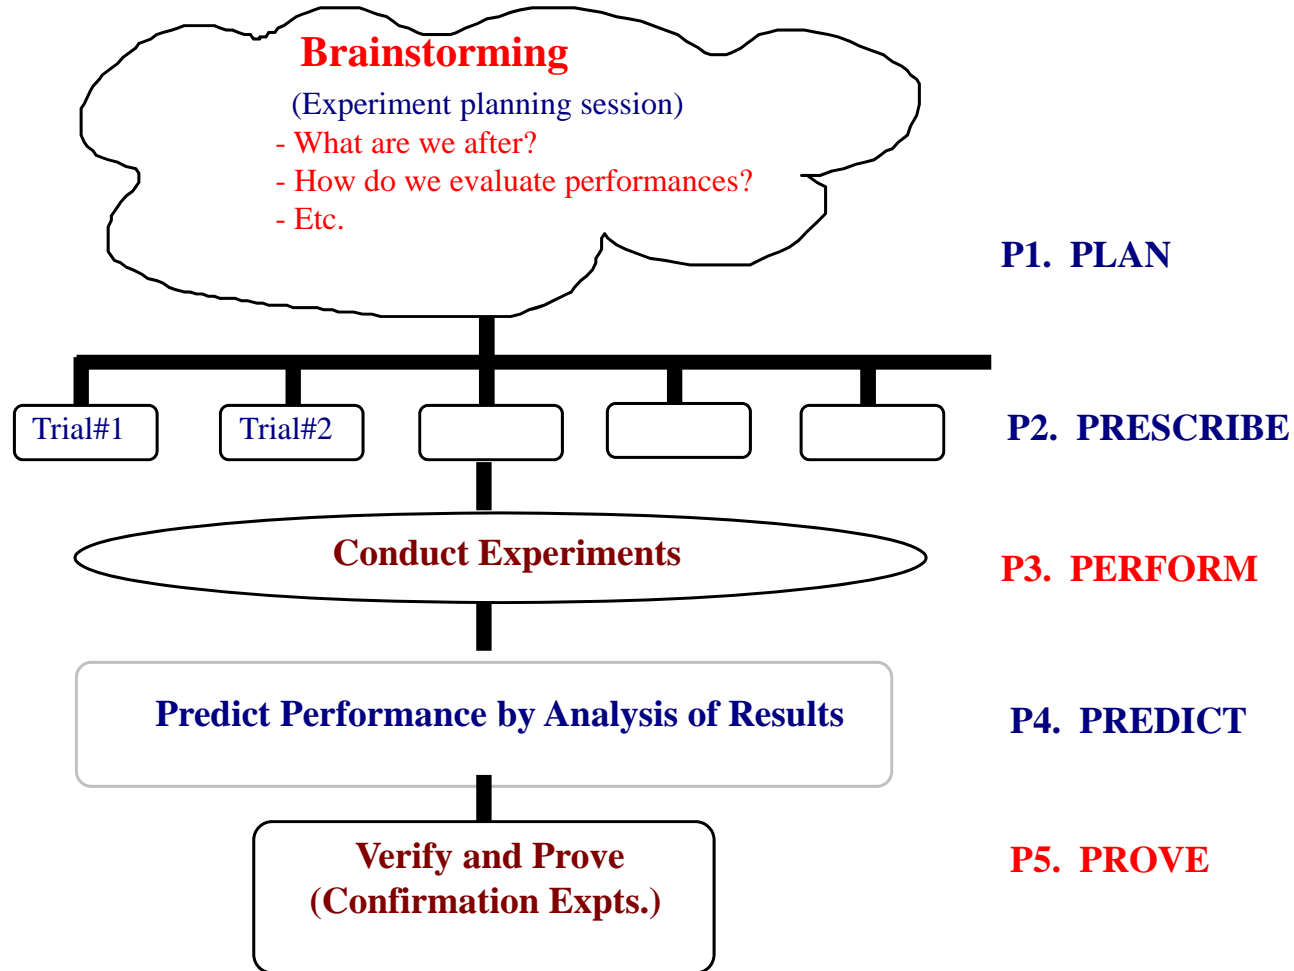 Brainstorming
(Experiment planning session)
- What are we after?
- How do we evaluate performances?
- Etc.
P1. PLAN
Trial#1
Trial#2
P2. PRESCRIBE
Conduct Experiments
P3. PERFORM
Predict Performance by Analysis of Results
P4. PREDICT
Verify and Prove
(Confirmation Expts.)
P5. PROVE